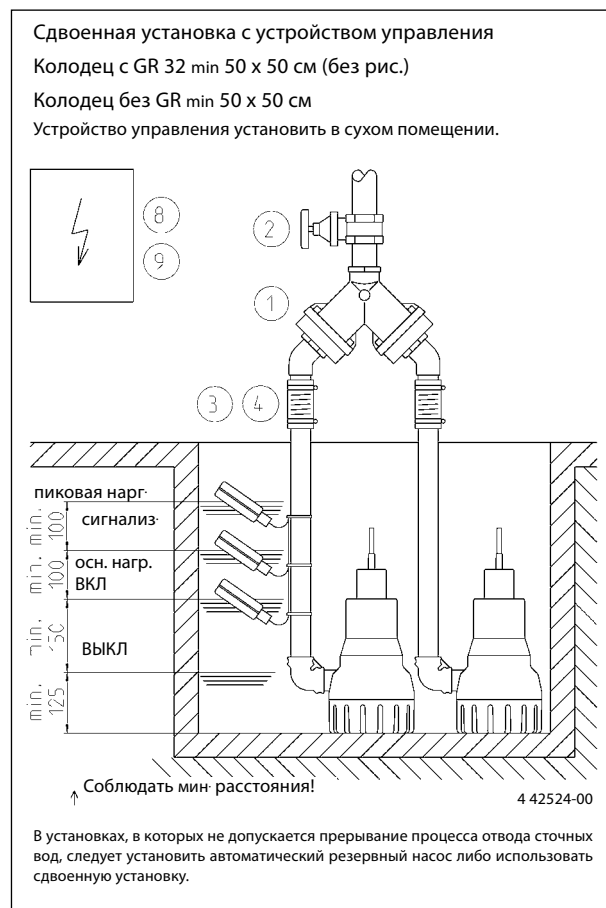 Сдвоенная установка с устройством управления
Колодец с GR 32 min 50 x 50 см (без рис.)
Колодец без GR min 50 x 50 см
Устройство управления установить в сухом помещении.
8
2
9
1
3 4
пиковая нарг·
сигнализ·
min. 100
осн. нагр.
min. 100
ВКЛ
min.
ВЫКЛ
min. 125
Соблюдать мин· расстояния!
4 42524-00
В установках, в которых не допускается прерывание процесса отвода сточных
вод, следует установить автоматический резервный насос либо использовать
сдвоенную установку.